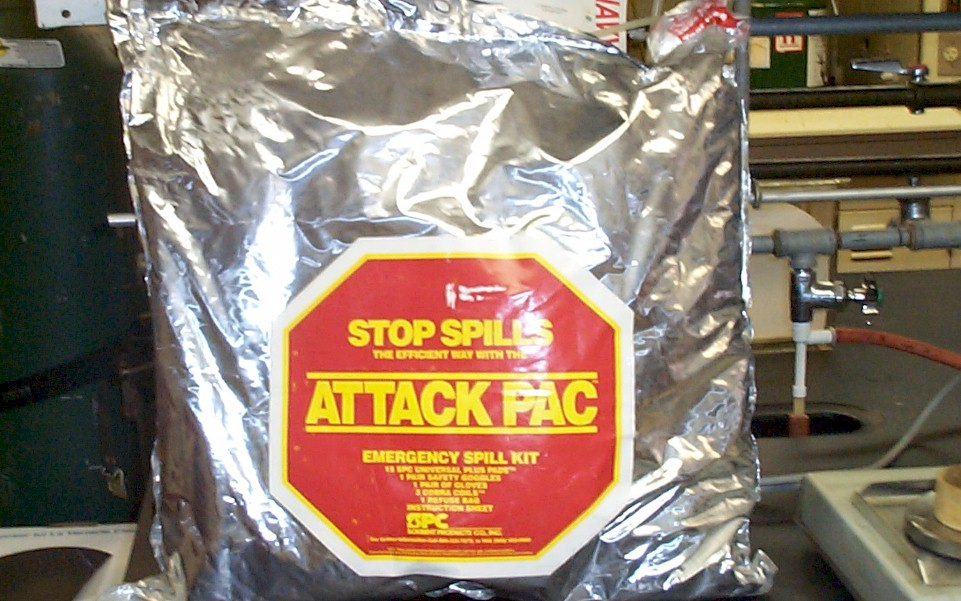 STOP SPILLS
THE EFFICIENT WAY WITH THE
ATTACK PAC
EMERGENCY SPILL KIT
15 SPC UNIVERSAL PLUS PADS™
1 PAIR SAFETY GOGGLES
1 PAIR OF GLOVES
2 COBRA COILS™
1 REFUSE BAG
INSTRUCTION SHEET
SPC
SORBENT PRODUCTS CO., INC.